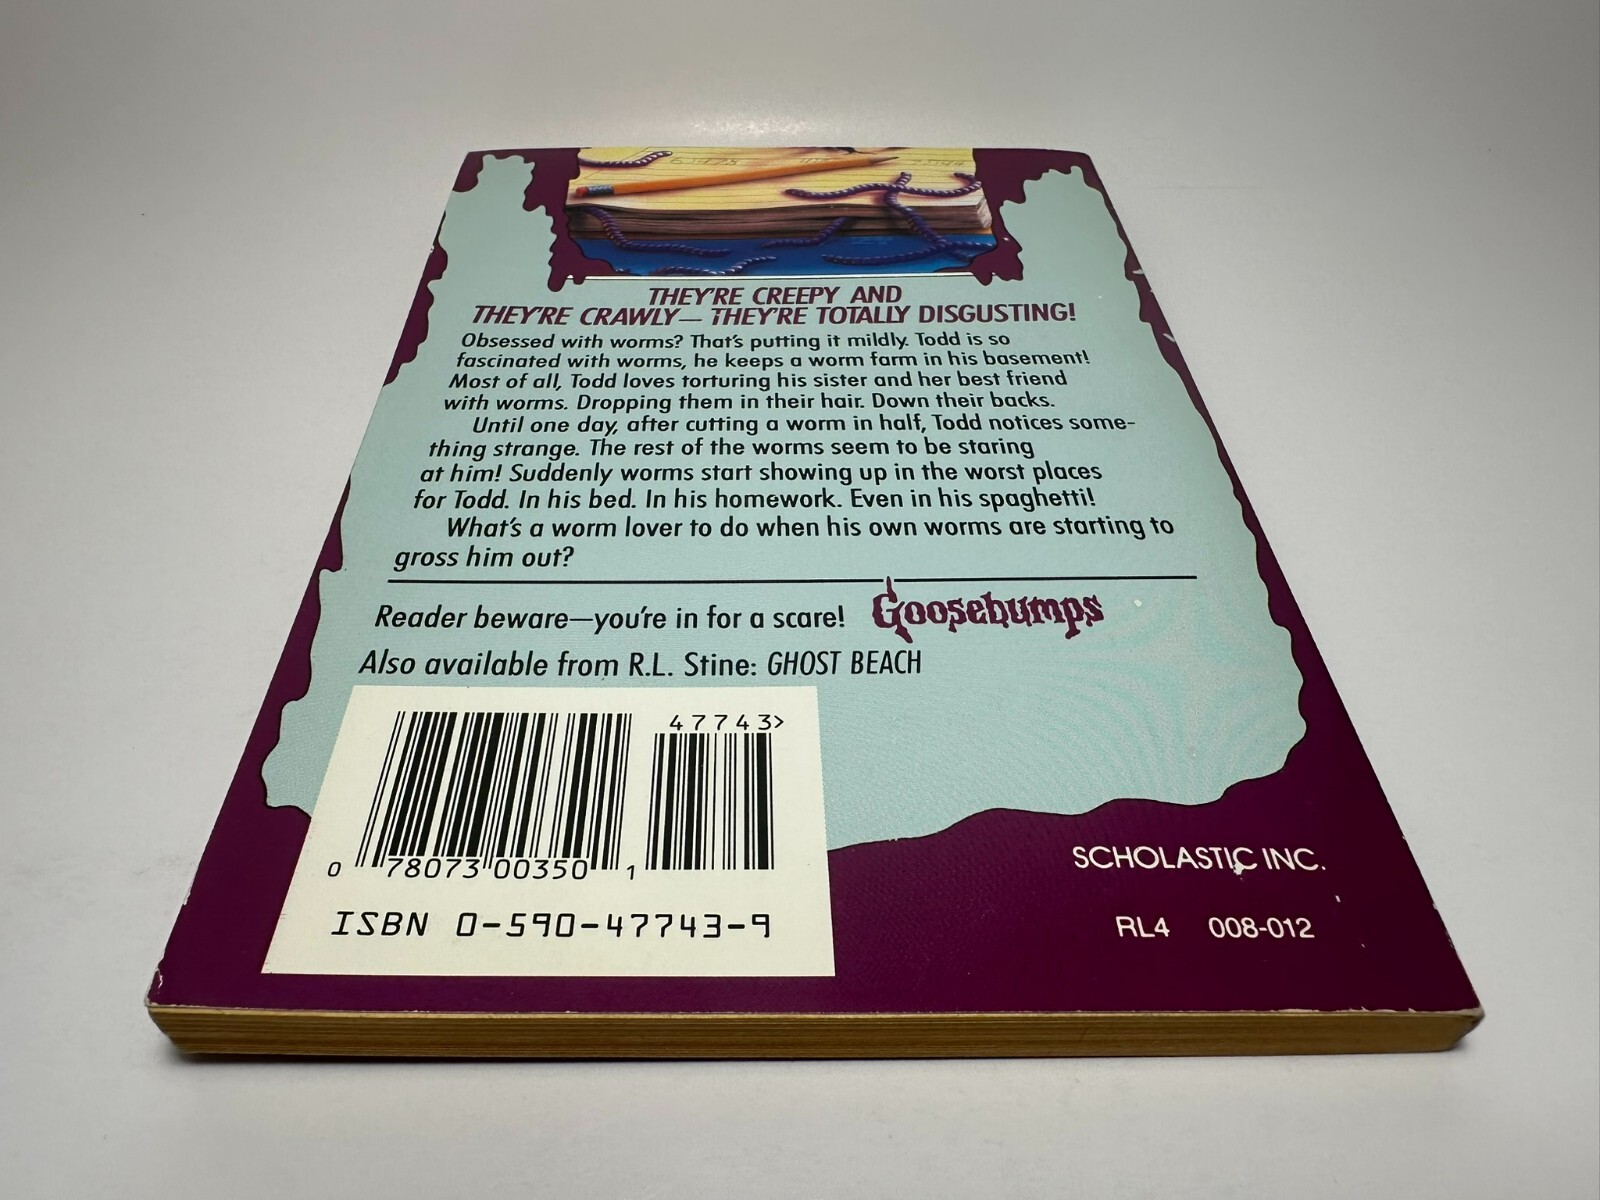 THEY'RE CREEPY AND
THEY'RE CRAWLY— THEY'RE TOTALLY DISGUSTING!
Obsessed with worms? That's putting it mildly. Todd is so
fascinated with worms, he keeps a worm farm in his basement!
Most of all, Todd loves torturing his sister and her best friend
with worms. Dropping them in their hair. Down their backs.
Until one day, after cutting a worm in half, Todd notices some-
thing strange. The rest of the worms seem to be staring
at him! Suddenly worms start showing up in the worst places
for Todd. In his bed. In his homework. Even in his spaghetti!
What's a worm lover to do when his own worms are starting to
gross him out?
Reader beware—you're in for a scare! Goosebumps
Also available from R.L. Stine: GHOST BEACH
47743>
0 78073 00350 1
ISBN 0-590-47743-9
SCHOLASTIC INC.
RL4 008-012